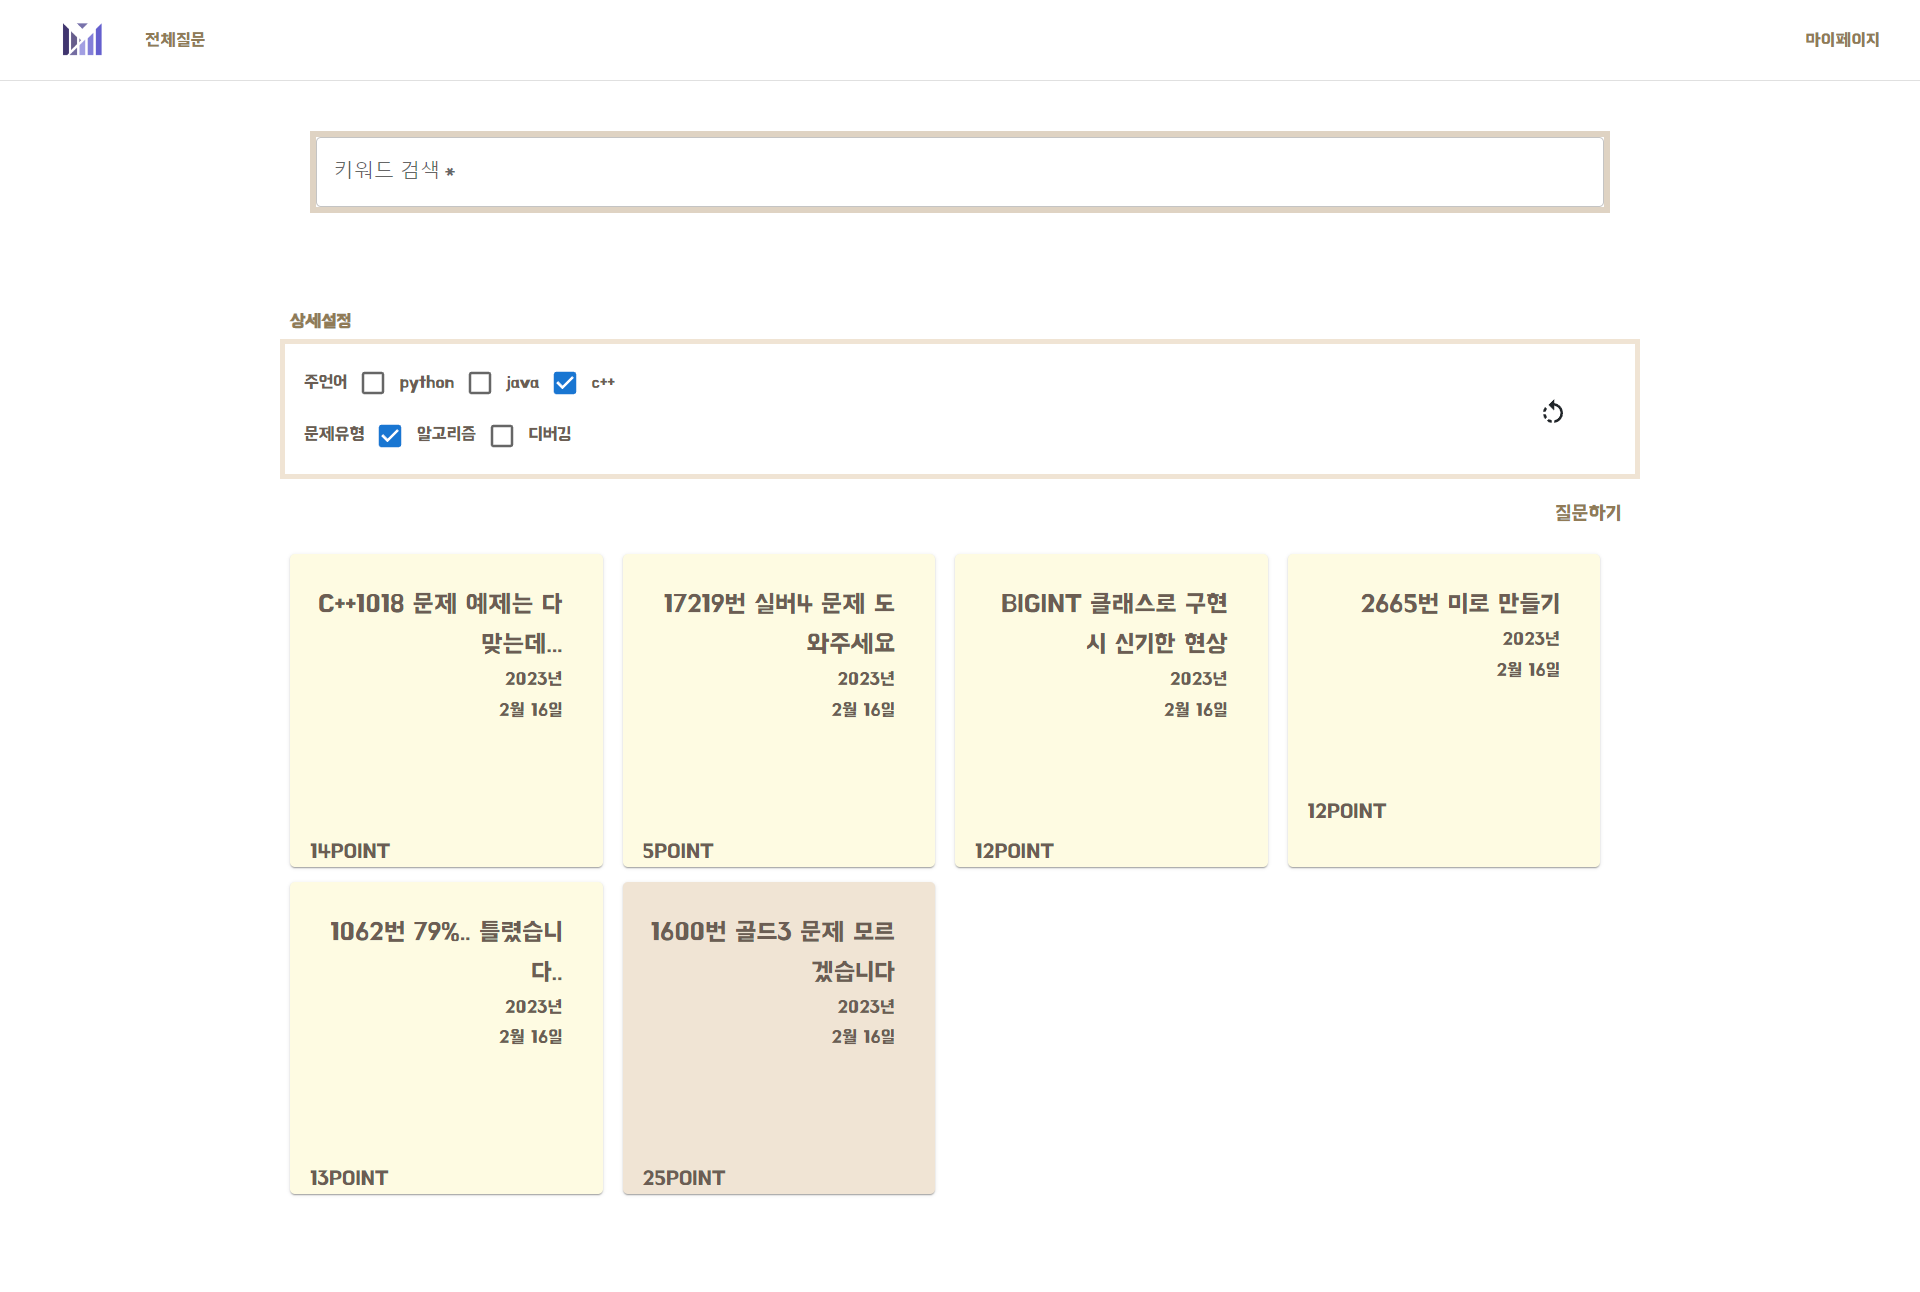 전체질문
마이페이지
키워드 검색 *
상세설정
주언어 python java c++
문제유형 알고리즘 디버깅
질문하기
C++1018 문제 예제는 다
맞는데...
2023년
2월 16일
14POINT
17219번 실버4 문제 도
와주세요
2023년
2월 16일
5POINT
BIGINT 클래스로 구현
시 신기한 현상
2023년
2월 16일
12POINT
2665번 미로 만들기
2023년
2월 16일
12POINT
1062번 79%.. 틀렸습니
다..
2023년
2월 16일
13POINT
1600번 골드3 문제 모르
겠습니다
2023년
2월 16일
25POINT